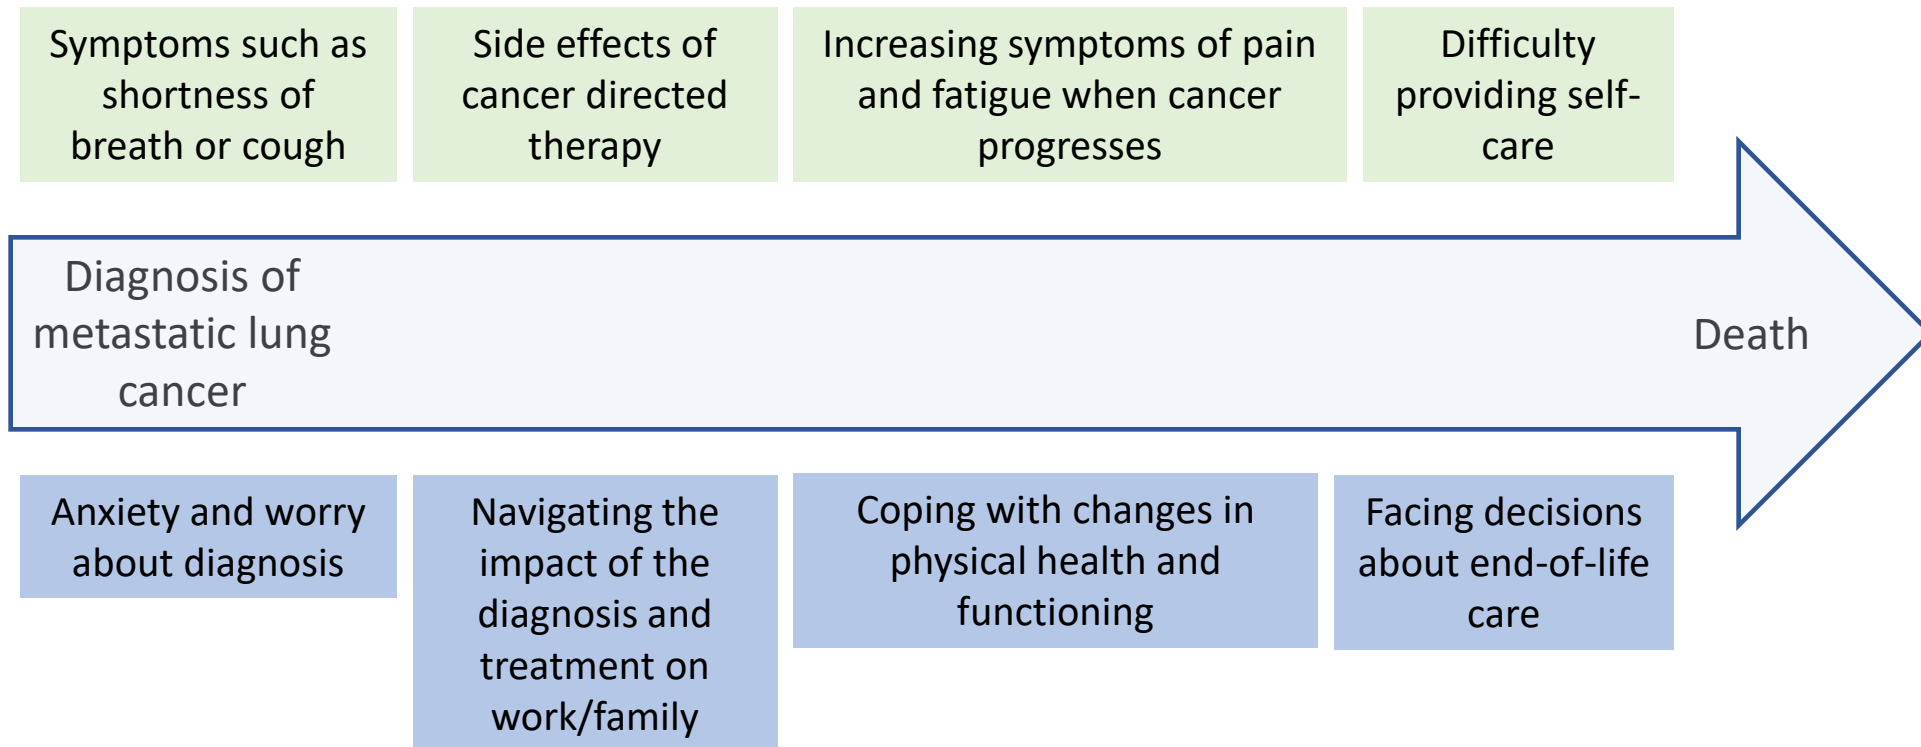 Symptoms such as
shortness of
breath or cough
Side effects of
cancer directed
therapy
Increasing symptoms of pain
and fatigue when cancer
progresses
Difficulty
providing self-
care
Diagnosis of
metastatic lung
cancer
Death
Anxiety and worry
about diagnosis
Navigating the
impact of the
diagnosis and
treatment on
work/family
Coping with changes in
physical health and
functioning
Facing decisions
about end-of-life
care